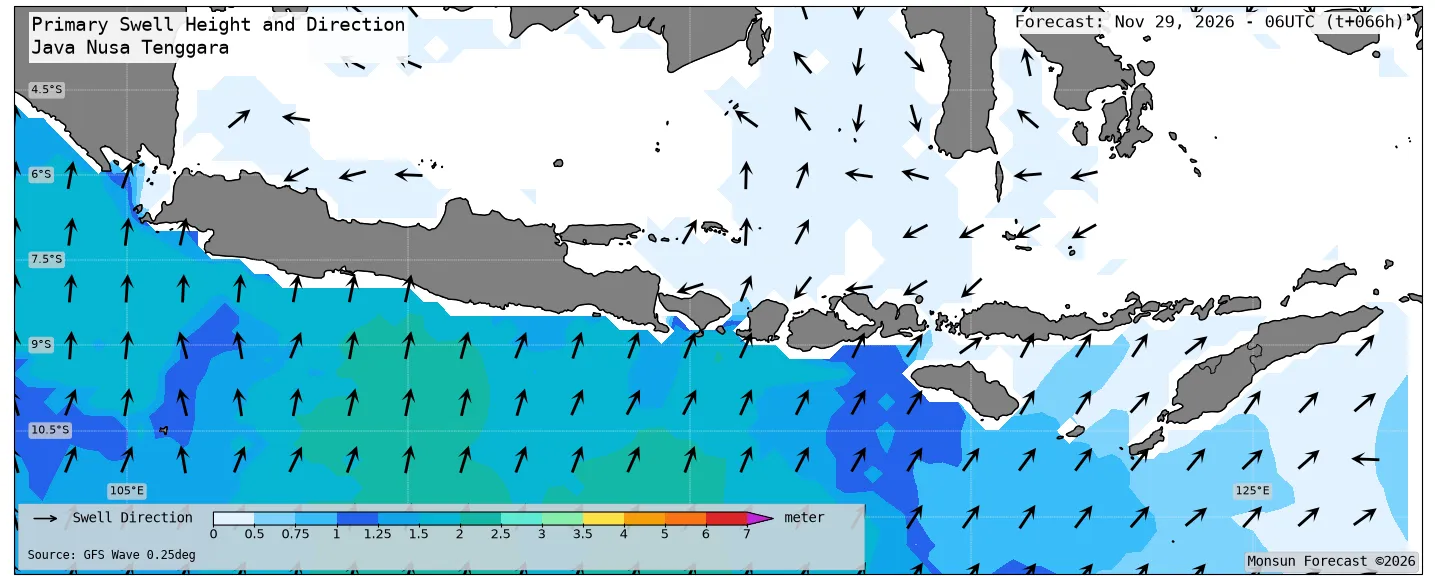 Primary Swell Height and Direction
Java Nusa Tenggara
Forecast: Nov 29, 2026 - 06UTC (t+066h)
4.5°S
6°S
7.5°S
9°S
10.5°S
105°E
125°E
Swell Direction
0 0.5 0.75 1 1.25 1.5 2 2.5 3 3.5 4 5 6 7
meter
Source: GFS Wave 0.25deg
Monsun Forecast ©2026